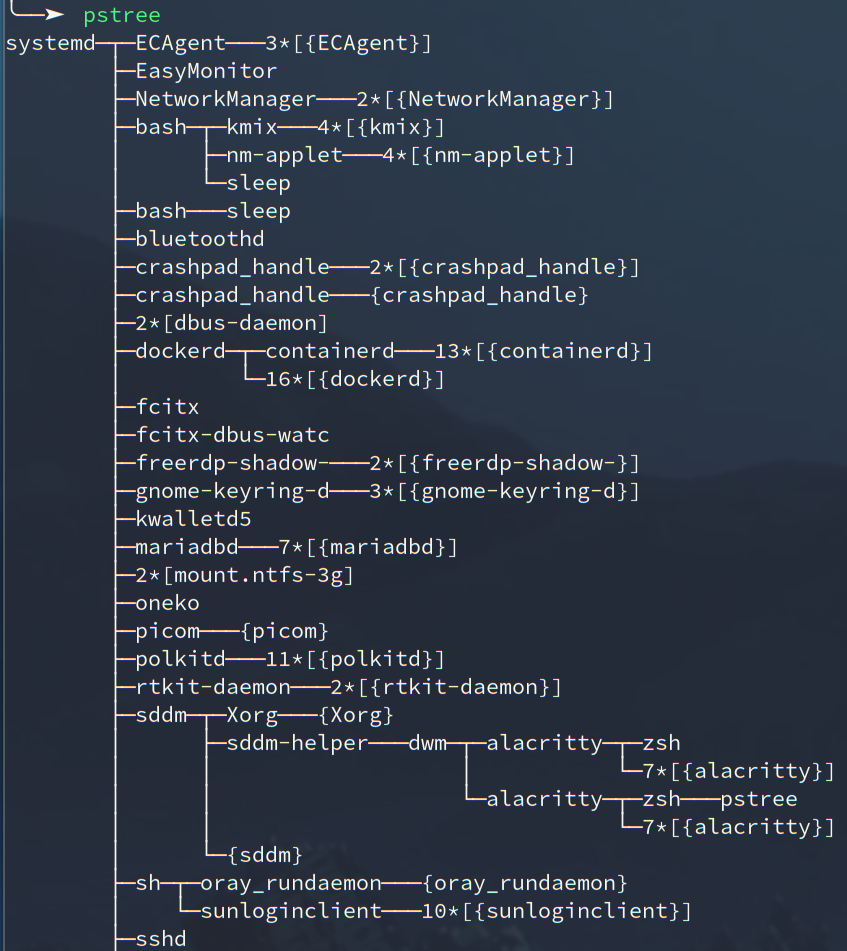 ╰──➤  pstree
systemd─┬─ECAgent───3*[{ECAgent}]
        ├─EasyMonitor
        ├─NetworkManager───2*[{NetworkManager}]
        ├─bash─┬─kmix───4*[{kmix}]
        │      ├─nm-applet───4*[{nm-applet}]
        │      └─sleep
        ├─bash───sleep
        ├─bluetoothd
        ├─crashpad_handle───2*[{crashpad_handle}]
        ├─crashpad_handle───{crashpad_handle}
        ├─2*[dbus-daemon]
        ├─dockerd─┬─containerd───13*[{containerd}]
        │         └─16*[{dockerd}]
        ├─fcitx
        ├─fcitx-dbus-watc
        ├─freerdp-shadow-───2*[{freerdp-shadow-}]
        ├─gnome-keyring-d───3*[{gnome-keyring-d}]
        ├─kwalletd5
        ├─mariadbd───7*[{mariadbd}]
        ├─2*[mount.ntfs-3g]
        ├─oneko
        ├─picom───{picom}
        ├─polkitd───11*[{polkitd}]
        ├─rtkit-daemon───2*[{rtkit-daemon}]
        ├─sddm─┬─Xorg───{Xorg}
        │      ├─sddm-helper───dwm─┬─alacritty─┬─zsh
        │      │                   │           └─7*[{alacritty}]
        │      │                   └─alacritty─┬─zsh───pstree
        │      │                               └─7*[{alacritty}]
        │      └─{sddm}
        ├─sh─┬─oray_rundaemon───{oray_rundaemon}
        │    └─sunloginclient───10*[{sunloginclient}]
        ├─sshd